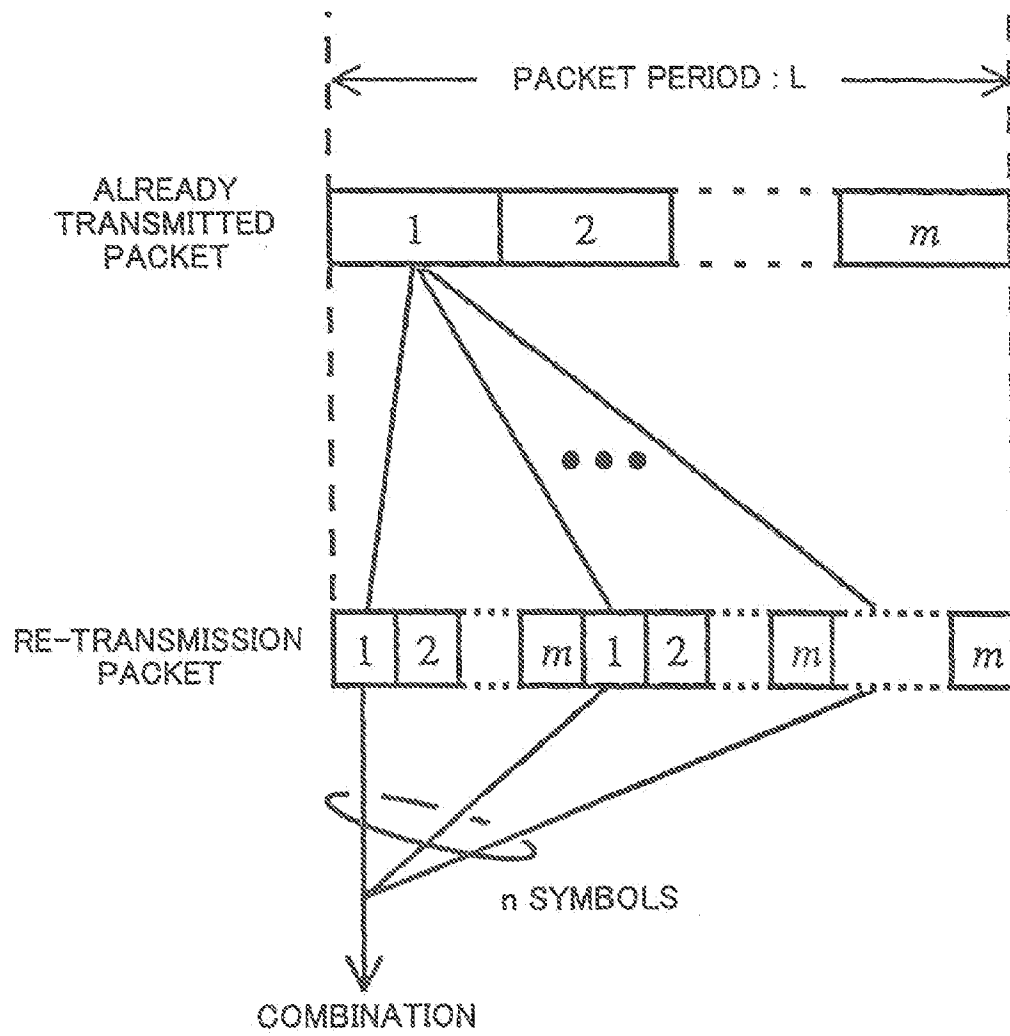 PACKET PERIOD : L
ALREADY
TRANSMITTED
PACKET
1 2 m
RE-TRANSMISSION
PACKET
1 2 m 1 2 m m
n SYMBOLS
COMBINATION